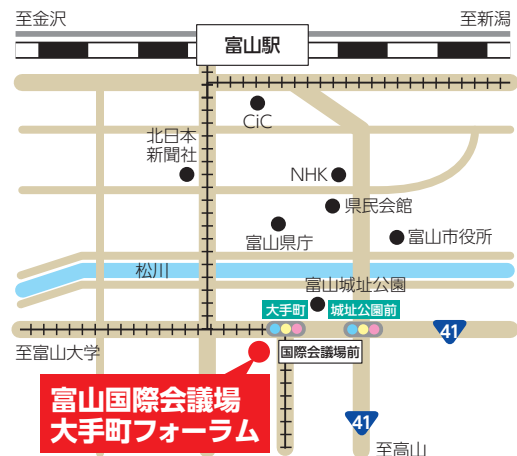 至金沢
至新潟
富山駅
CiC
北日本
新聞社
NHK
県民会館
富山県庁
富山市役所
松川
富山城址公園
大手町
城址公園前
41
至富山大学
国際会議場前
富山国際会議場
大手町フォーラム
41
至高山